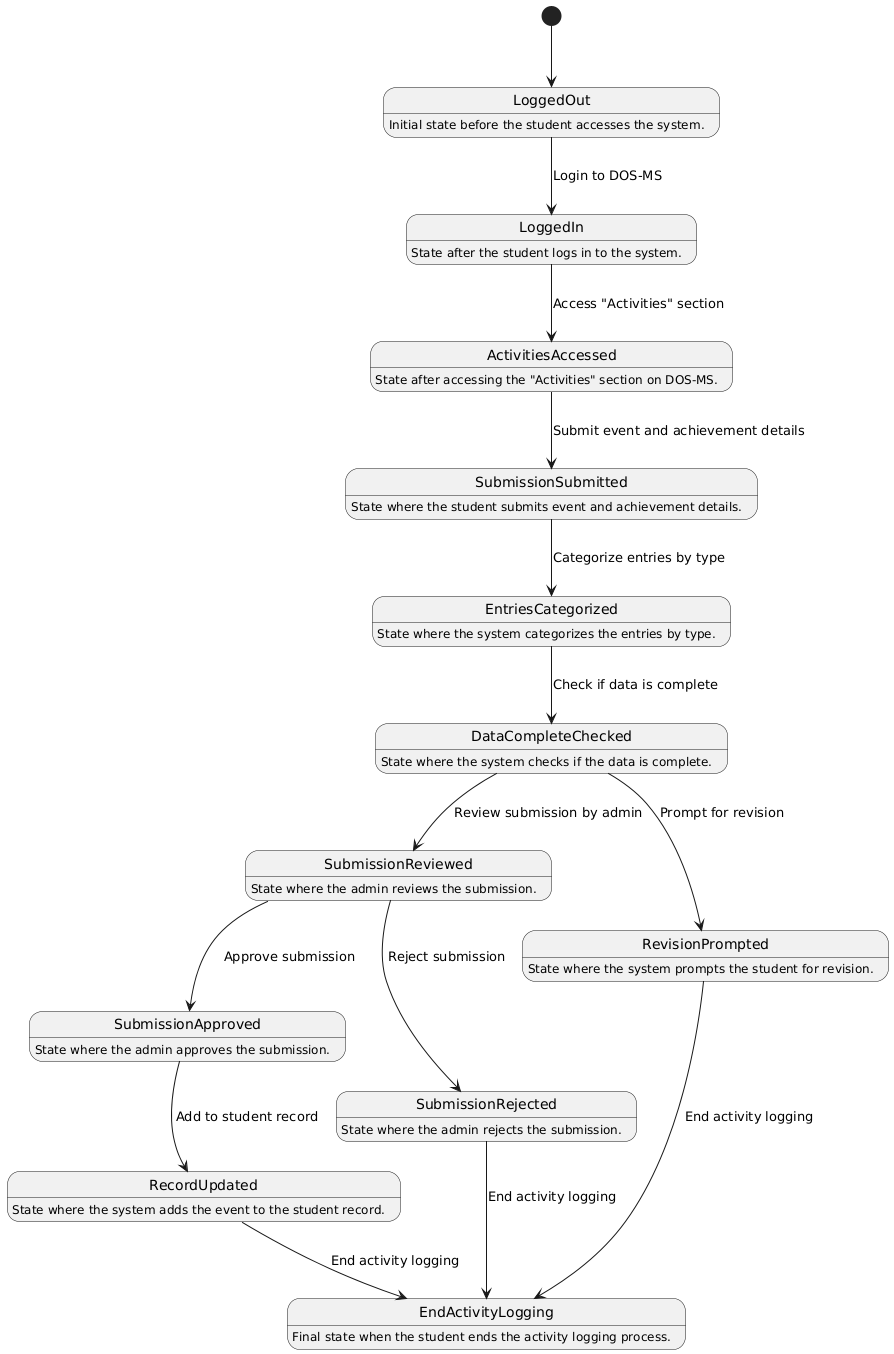 LoggedOut
Initial state before the student accesses the system.
Login to DOS-MS
LoggedIn
State after the student logs in to the system.
Access "Activities" section
ActivitiesAccessed
State after accessing the "Activities" section on DOS-MS.
Submit event and achievement details
SubmissionSubmitted
State where the student submits event and achievement details.
Categorize entries by type
EntriesCategorized
State where the system categorizes the entries by type.
Check if data is complete
DataCompleteChecked
State where the system checks if the data is complete.
Review submission by admin
Prompt for revision
SubmissionReviewed
State where the admin reviews the submission.
RevisionPrompted
State where the system prompts the student for revision.
Approve submission
Reject submission
SubmissionApproved
State where the admin approves the submission.
SubmissionRejected
State where the admin rejects the submission.
Add to student record
End activity logging
RecordUpdated
State where the system adds the event to the student record.
End activity logging
End activity logging
EndActivityLogging
Final state when the student ends the activity logging process.